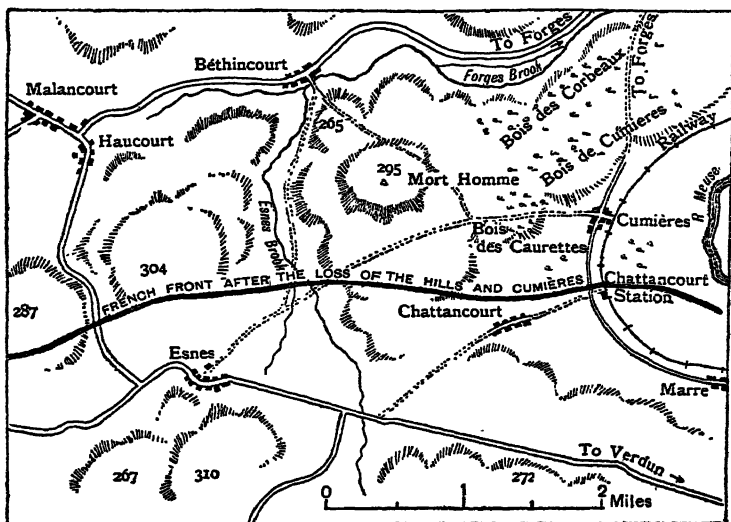 To Forges
Béthincourt
Forges Brook
Malancourt
Bois des Corbeaux
To Forges
265
Haucourt
Bois de Cumières
Railway
295
Mort Homme
R Meuse
Esnes Brook
Cumières
Bois
des Caurettes
304
FRENCH FRONT AFTER THE LOSS OF THE HILLS AND CUMIÈRES
Chattancourt
Station
287
Chattancourt
Esnes
Marre
To Verdun
267
310
272
0 1 2
Miles